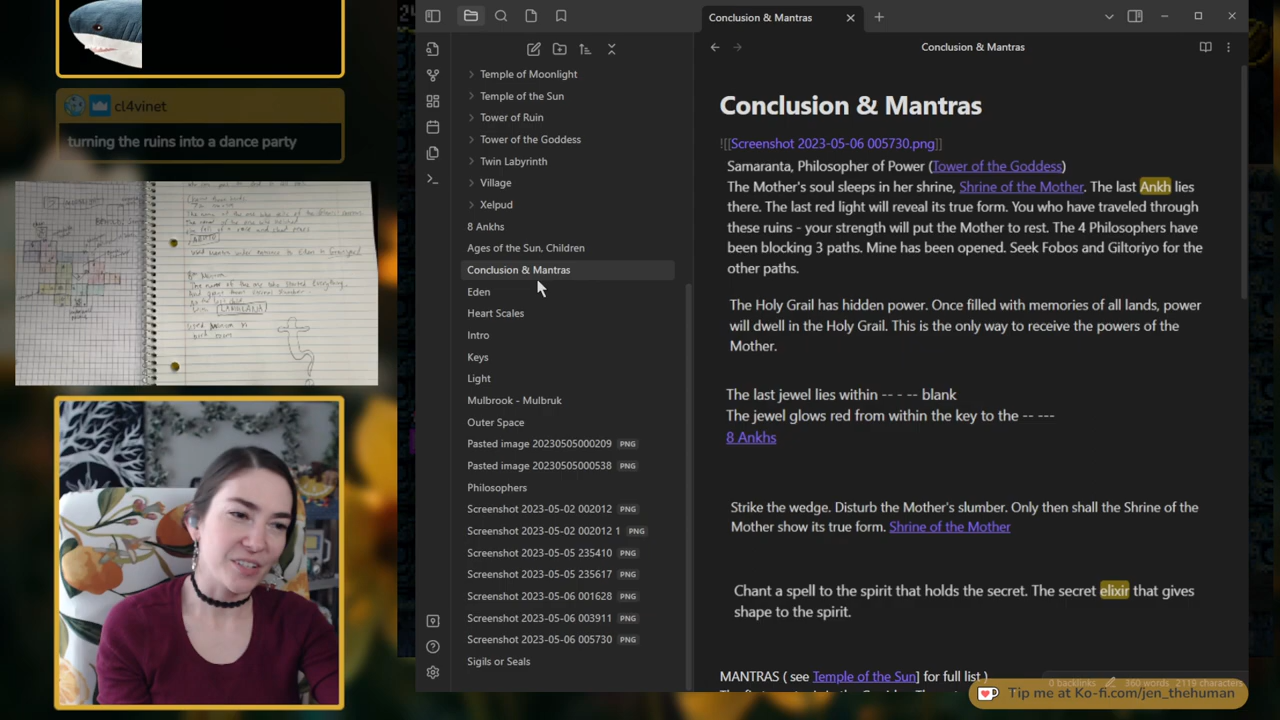 cl4vinet
turning the ruins into a dance party
LAMULANA
Temple of Moonlight
Temple of the Sun
Tower of Ruin
Tower of the Goddess
Twin Labyrinth
Village
Xelpud
8 Ankhs
Ages of the Sun, Children
Conclusion & Mantras
Eden
Heart Scales
Intro
Keys
Light
Mulbrook - Mulbruk
Outer Space
Pasted image 20230505000209 PNG
Pasted image 20230505000538 PNG
Philosophers
Screenshot 2023-05-02 002012 PNG
Screenshot 2023-05-02 002012 1 PNG
Screenshot 2023-05-05 235410 PNG
Screenshot 2023-05-05 235617 PNG
Screenshot 2023-05-06 001628 PNG
Screenshot 2023-05-06 003911 PNG
Screenshot 2023-05-06 005730 PNG
Sigils or Seals
Conclusion & Mantras
Conclusion & Mantras
Conclusion & Mantras
![[Screenshot 2023-05-06 005730.png]]
Samaranta, Philosopher of Power (Tower of the Goddess)
The Mother's soul sleeps in her shrine, Shrine of the Mother. The last Ankh lies
there. The last red light will reveal its true form. You who have traveled through
these ruins - your strength will put the Mother to rest. The 4 Philosophers have
been blocking 3 paths. Mine has been opened. Seek Fobos and Giltoriyo for the
other paths.
The Holy Grail has hidden power. Once filled with memories of all lands, power
will dwell in the Holy Grail. This is the only way to receive the powers of the
Mother.
The last jewel lies within -- - -- blank
The jewel glows red from within the key to the -- ---
8 Ankhs
Strike the wedge. Disturb the Mother's slumber. Only then shall the Shrine of the
Mother show its true form. Shrine of the Mother
Chant a spell to the spirit that holds the secret. The secret elixir that gives
shape to the spirit.
MANTRAS ( see Temple of the Sun] for full list )
0 backlinks 360 words 2119 characters
Tip me at Ko-fi.com/jen_thehuman